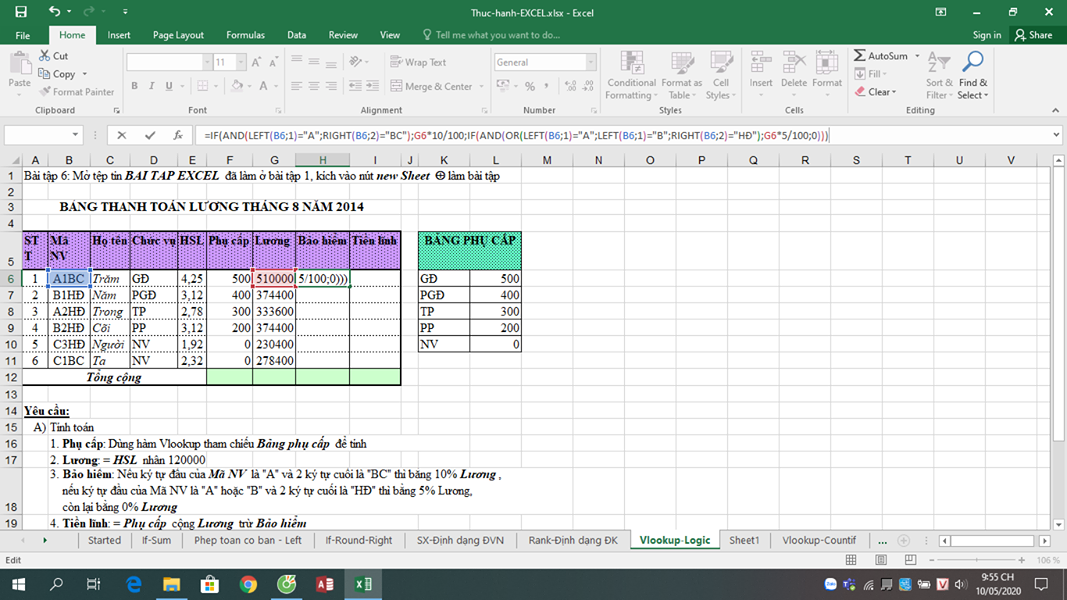 Thuc-hanh-EXCEL.xlsx - Excel
File Home Insert Page Layout Formulas Data Review View Tell me what you want to do... Sign in Share
Paste Cut Copy Format Painter
11
Wrap Text Merge & Center
General
Conditional Formatting Format as Table Cell Styles
Insert Delete Format
AutoSum Fill Clear
Sort & Filter Find & Select
Clipboard Font Alignment Number Styles Cells Editing
=IF(AND(LEFT(B6;1)="A";RIGHT(B6;2)="BC");G6*10/100;IF(AND(OR(LEFT(B6;1)="A";LEFT(B6;1)="B";RIGHT(B6;2)="HĐ");G6*5/100;0)))
A B C D E F G H I J K L M N O P Q R S T U V
1 Bài tập 6: Mở tệp tin BAI TAP EXCEL đã làm ở bài tập 1, kích vào nút new Sheet ⊕ làm bài tập
2
3 BẢNG THANH TOÁN LƯƠNG THÁNG 8 NĂM 2014
4
5 STT Mã NV Họ tên Chức vụ HSL Phụ cấp Lương Bảo hiểm Tiền lĩnh BẢNG PHỤ CẤP
6 1 A1BC Trăm GĐ 4,25 500 510000 5/100;0))) GĐ 500
7 2 B1HĐ Năm PGĐ 3,12 400 374400 PGĐ 400
8 3 A2HĐ Trong TP 2,78 300 333600 TP 300
9 4 B2HĐ Cõi PP 3,12 200 374400 PP 200
10 5 C3HĐ Người NV 1,92 0 230400 NV 0
11 6 C1BC Ta NV 2,32 0 278400
12 Tổng cộng
13
14 Yêu cầu:
15 A) Tính toán
16 1. Phụ cấp: Dùng hàm Vlookup tham chiếu Bảng phụ cấp để tính
17 2. Lương: = HSL nhân 120000
3. Bảo hiểm: Nếu ký tự đầu của Mã NV là "A" và 2 ký tự cuối là "BC" thì bằng 10% Lương ,
nếu ký tự đầu của Mã NV là "A" hoặc "B" và 2 ký tự cuối là "HĐ" thì bằng 5% Lương,
18 còn lại bằng 0% Lương
19 4. Tiền lĩnh: = Phụ cấp cộng Lương trừ Bảo hiểm
Started If-Sum Phep toan co ban - Left If-Round-Right SX-Định dạng ĐVN Rank-Định dạng ĐK Vlookup-Logic Sheet1 Vlookup-Countif ...
Edit 106 %
9:55 CH
10/05/2020